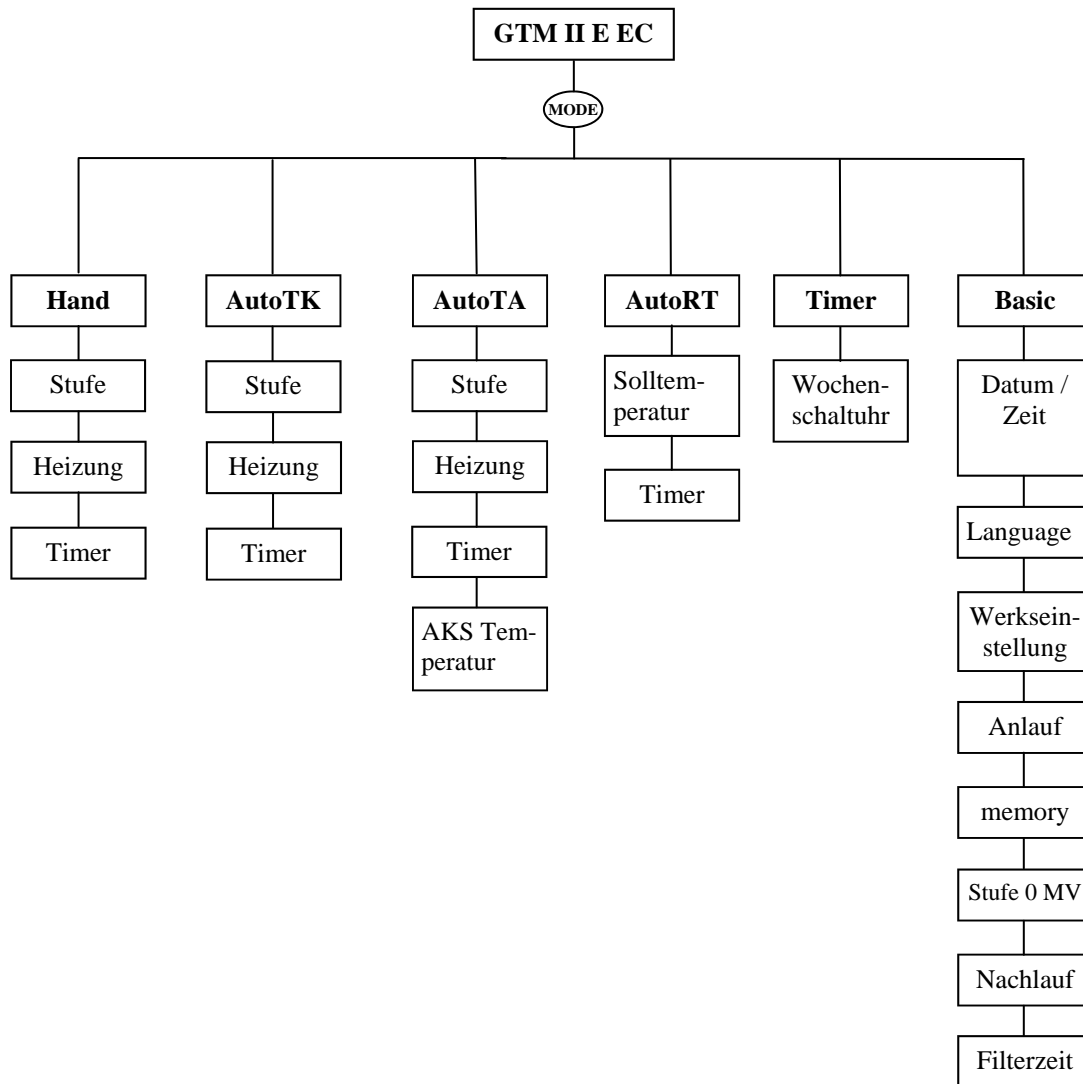 GTM II E EC
MODE
Hand
AutoTK
AutoTA
AutoRT
Timer
Basic
Stufe
Heizung
Timer
Stufe
Heizung
Timer
Stufe
Heizung
Timer
AKS Tem-
peratur
Solltem-
peratur
Timer
Wochen-
schaltuhr
Datum /
Zeit
Language
Werksein-
stellung
Anlauf
memory
Stufe 0 MV
Nachlauf
Filterzeit